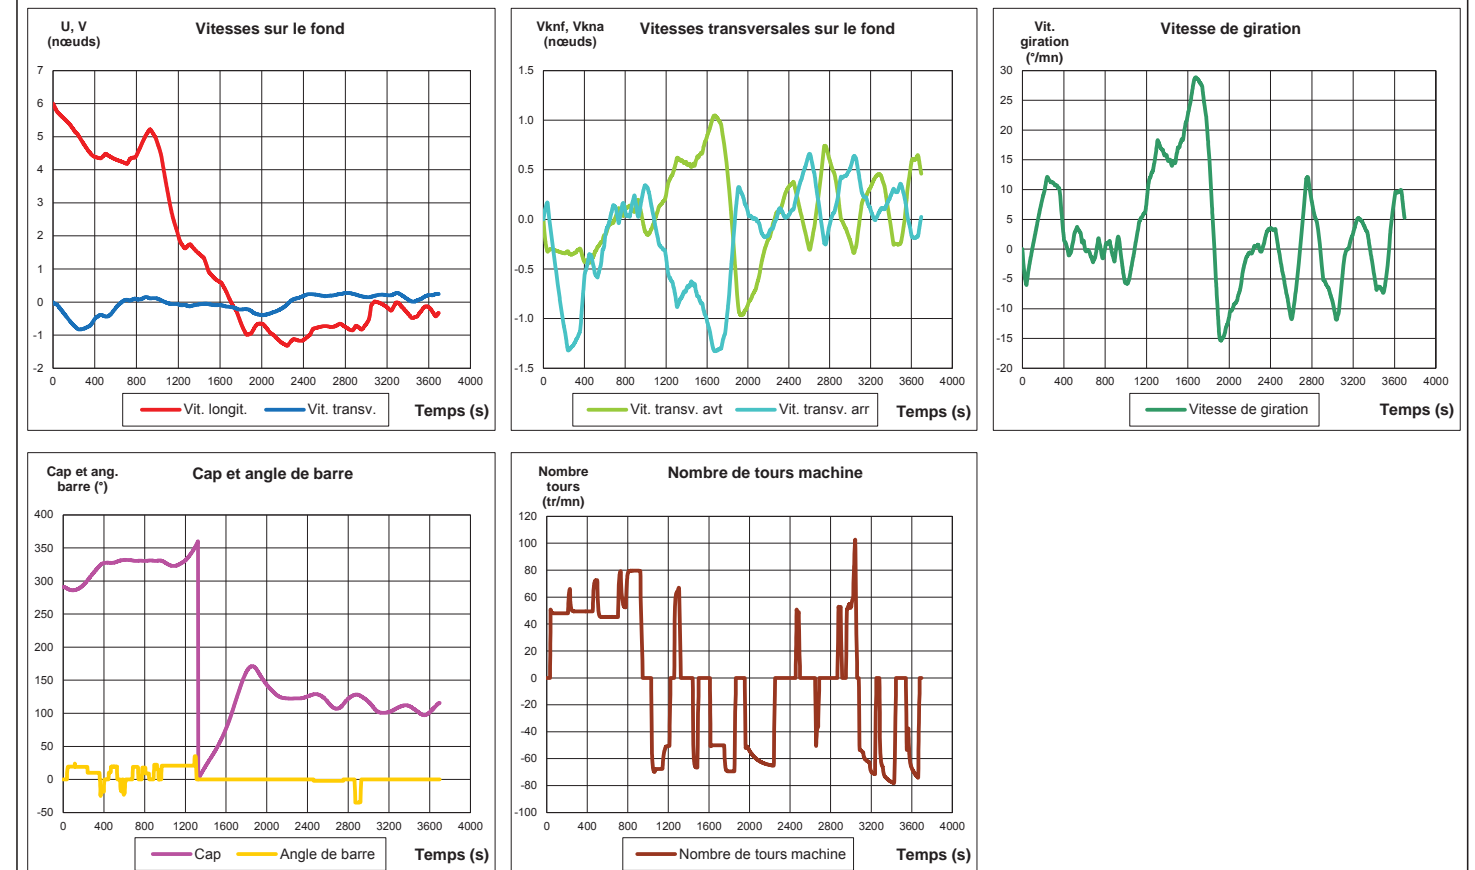 U, V
(nœuds)
Vitesses sur le fond
7
6
5
4
3
2
1
0
-1
-2
0 400 800 1200 1600 2000 2400 2800 3200 3600 4000
Vit. longit. Vit. transv.
Temps (s)
Vknf, Vkna
(nœuds)
Vitesses transversales sur le fond
1.5
1.0
0.5
0.0
-0.5
-1.0
-1.5
0 400 800 1200 1600 2000 2400 2800 3200 3600 4000
Vit. transv. avt Vit. transv. arr
Temps (s)
Vit.
giration
(°/mn)
Vitesse de giration
30
25
20
15
10
5
0
-5
-10
-15
-20
0 400 800 1200 1600 2000 2400 2800 3200 3600 4000
Vitesse de giration
Temps (s)
Cap et ang.
barre (°)
Cap et angle de barre
400
350
300
250
200
150
100
50
0
-50
0 400 800 1200 1600 2000 2400 2800 3200 3600 4000
Cap Angle de barre
Temps (s)
Nombre
tours
(tr/mn)
Nombre de tours machine
120
100
80
60
40
20
0
-20
-40
-60
-80
-100
0 400 800 1200 1600 2000 2400 2800 3200 3600 4000
Nombre de tours machine
Temps (s)